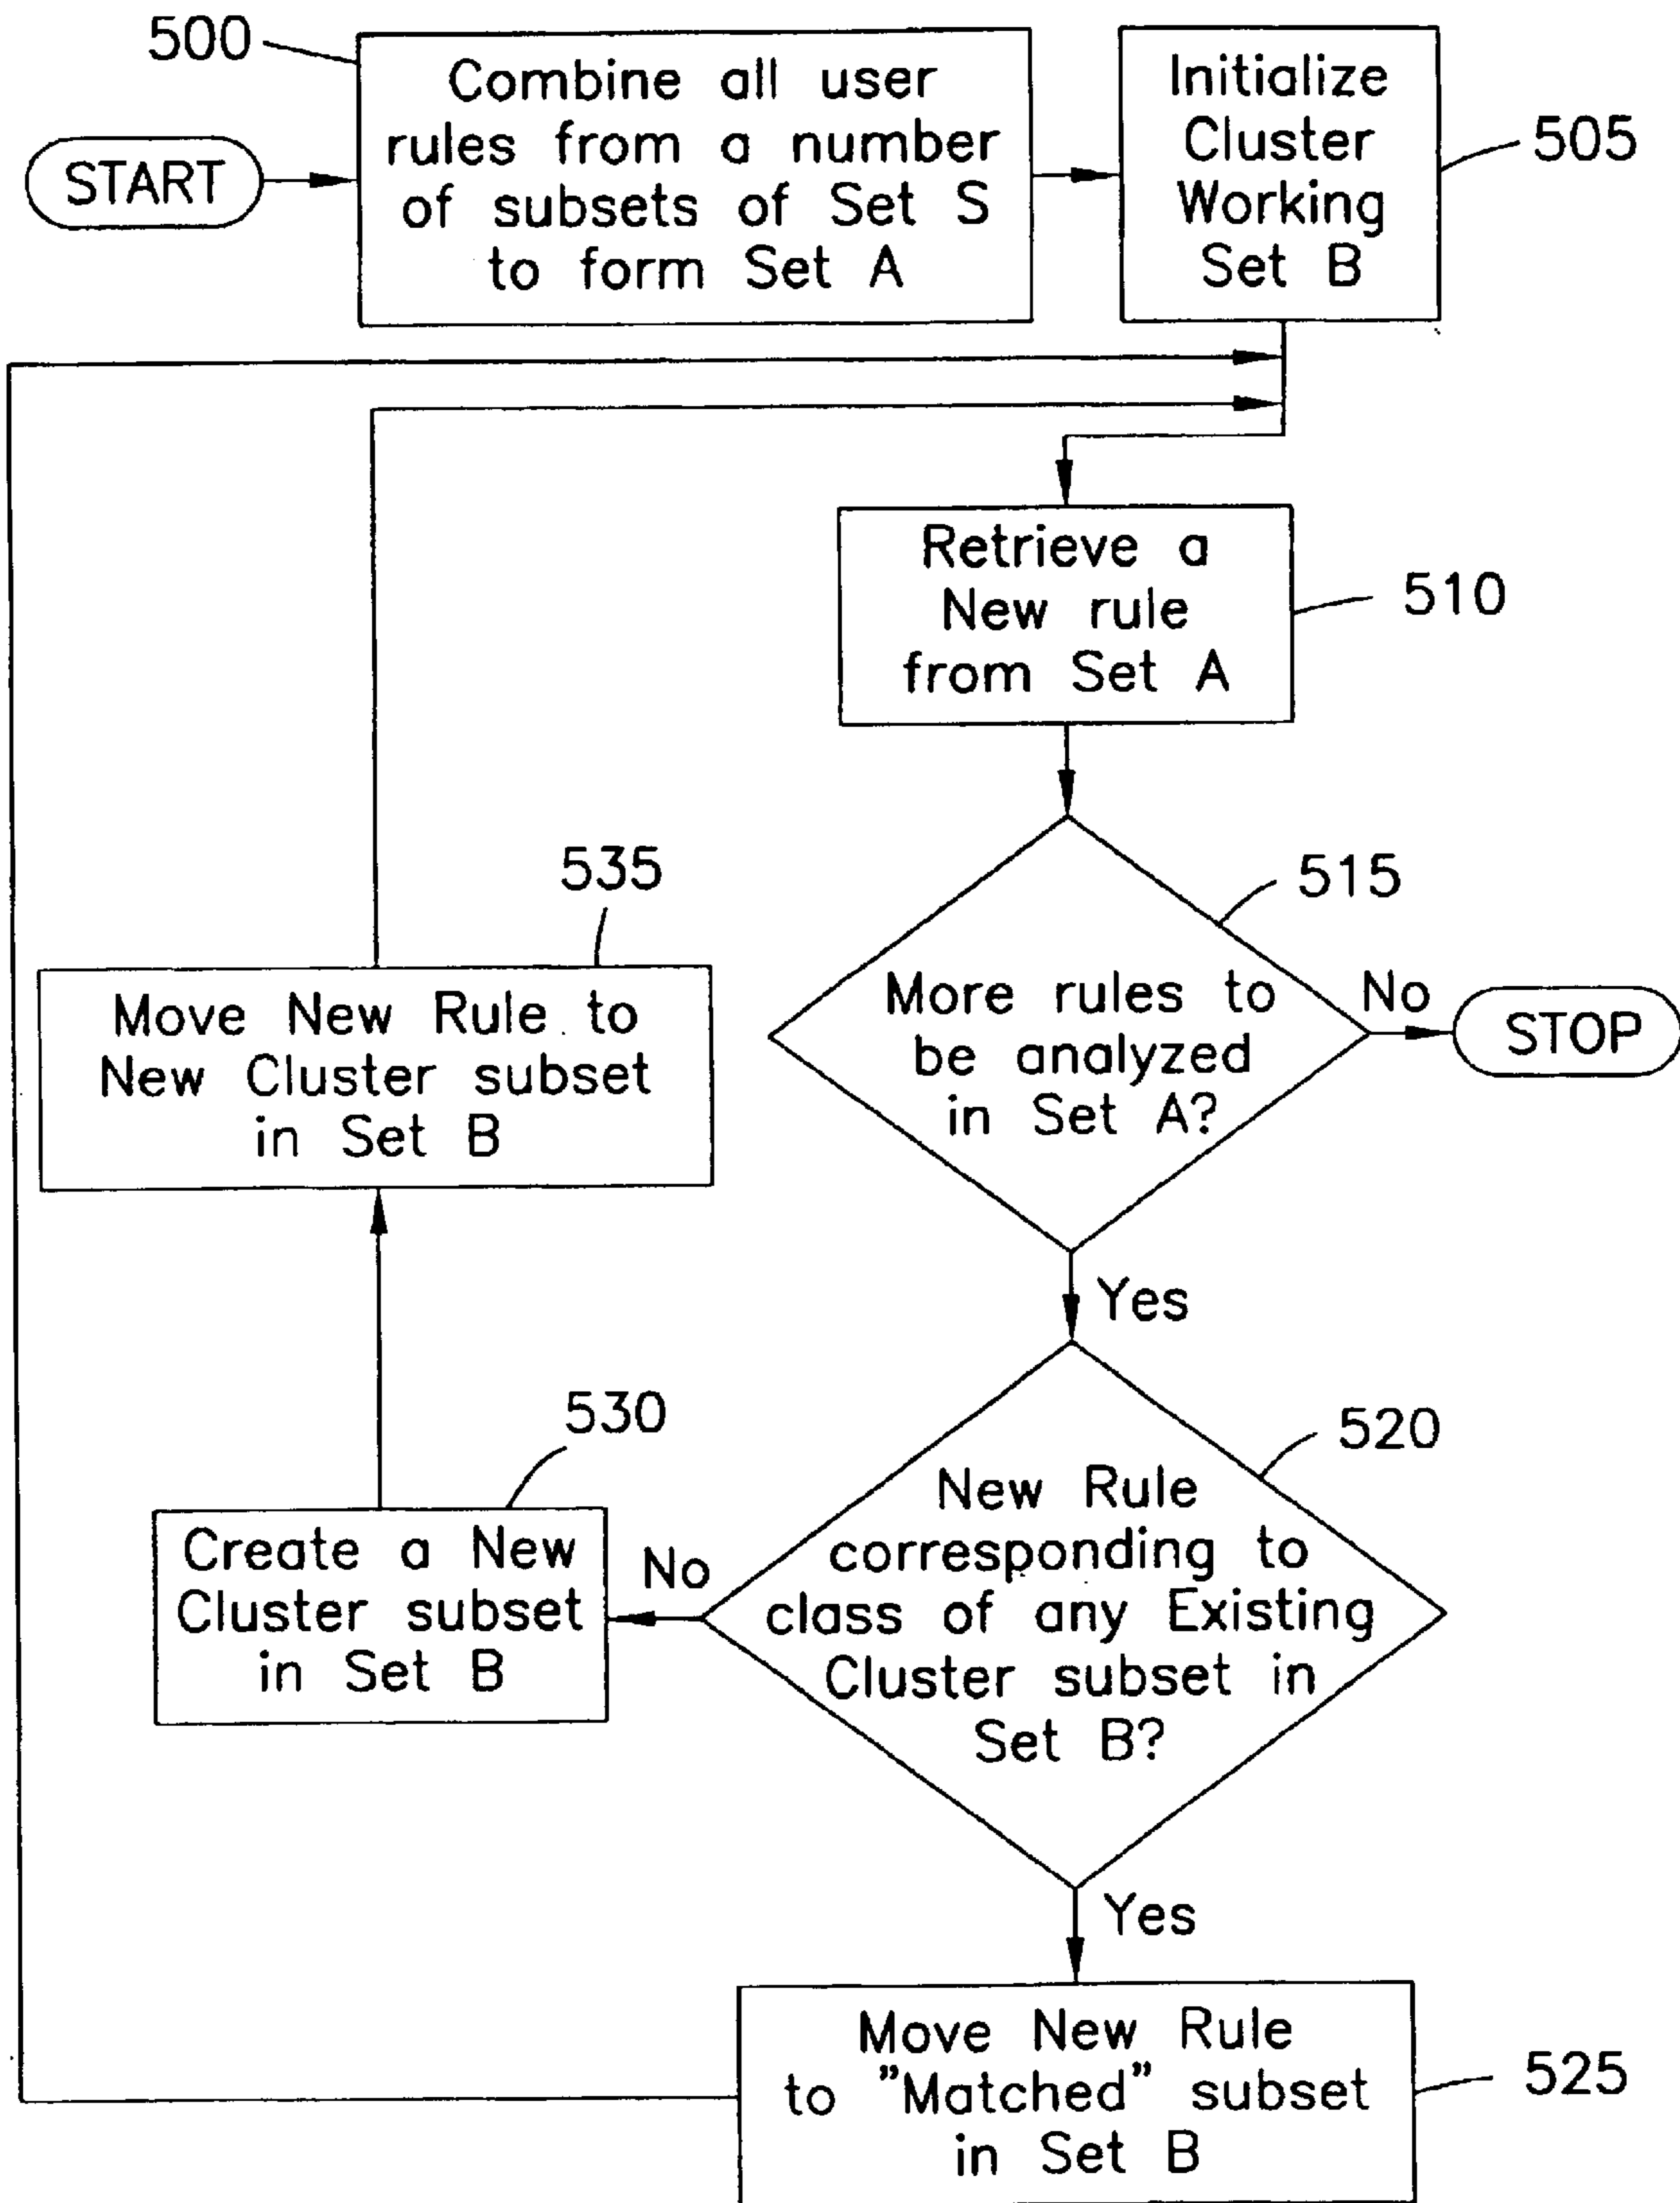 500
Combine all user
rules from a number
of subsets of Set S
to form Set A
START
Initialize
Cluster
Working
Set B
505
Retrieve a
New rule
from Set A
510
515
More rules to
be analyzed
in Set A?
No
STOP
Yes
535
Move New Rule to
New Cluster subset
in Set B
530
Create a New
Cluster subset
in Set B
No
520
New Rule
corresponding to
class of any Existing
Cluster subset in
Set B?
Yes
Move New Rule
to "Matched" subset
in Set B
525